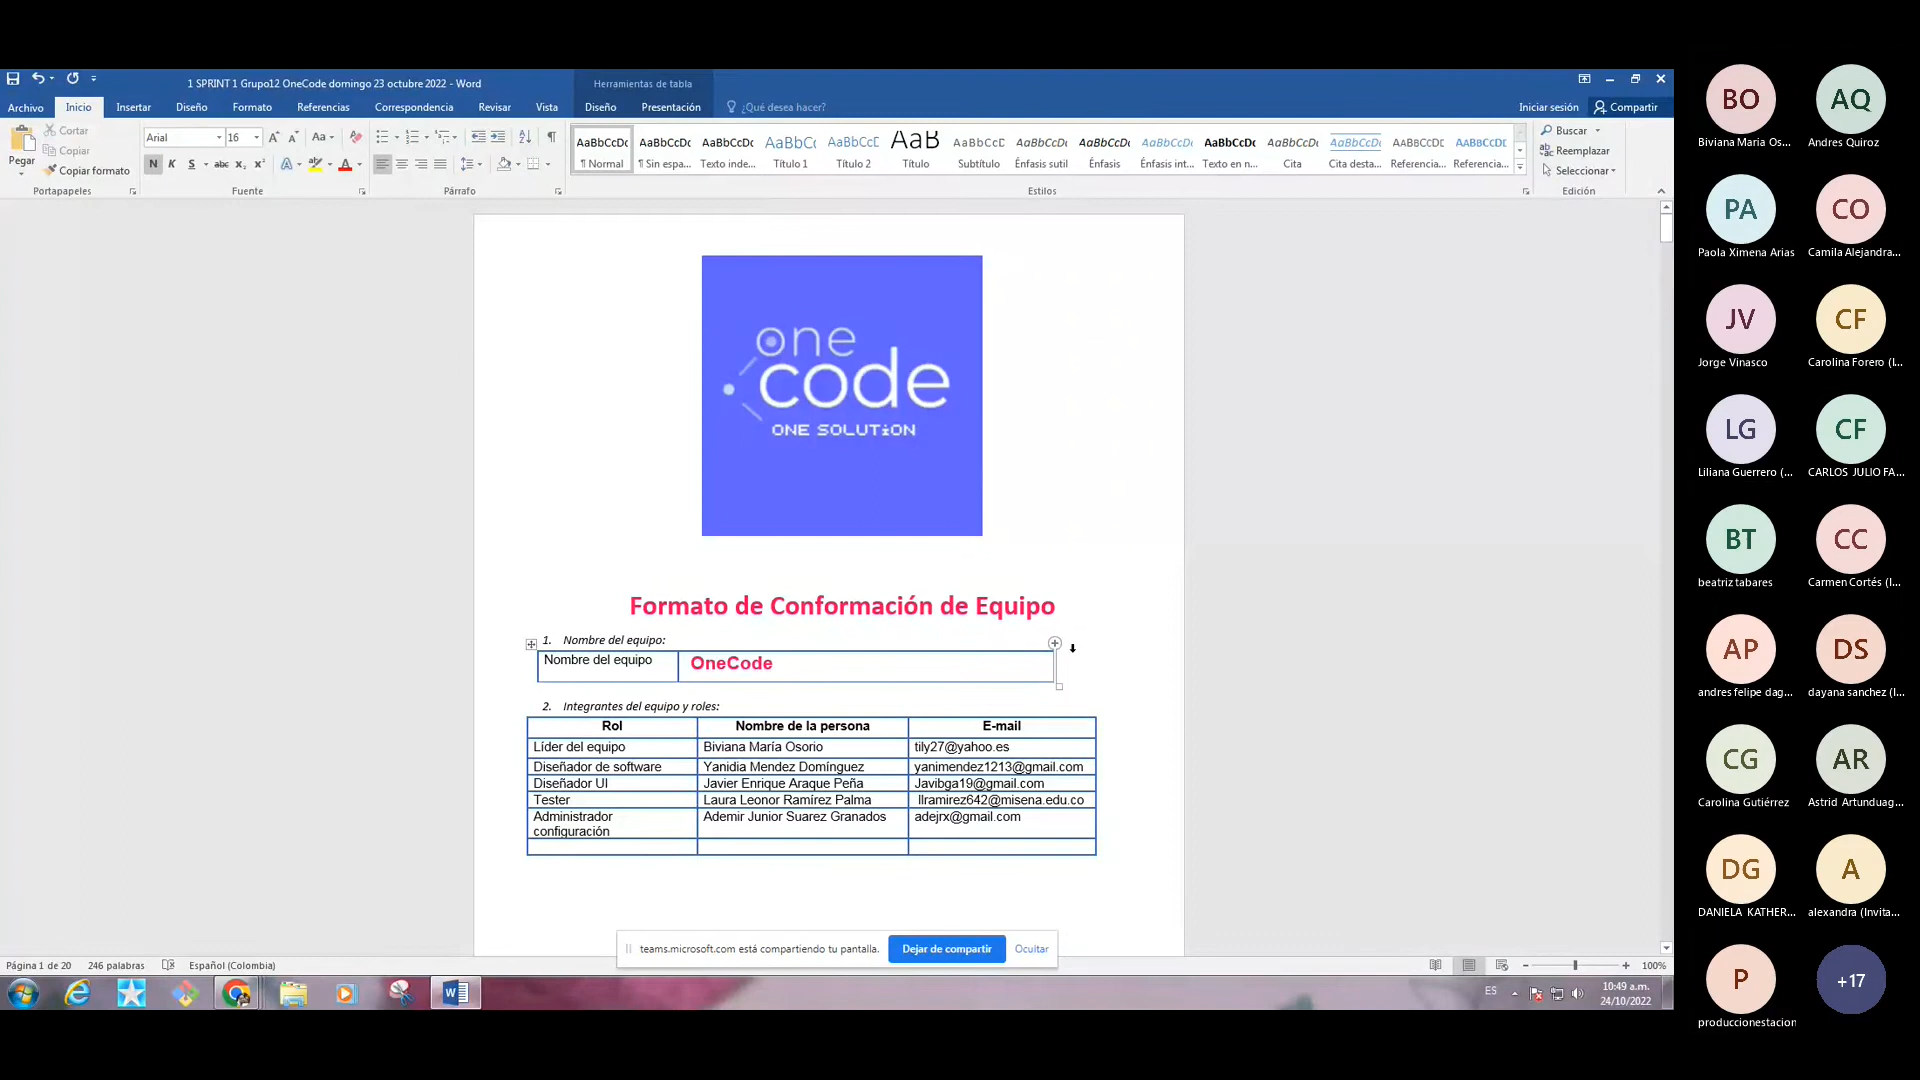 1 SPRINT 1 Grupo12 OneCode domingo 23 octubre 2022 - Word
Herramientas de tabla
Archivo Inicio Insertar Diseño Formato Referencias Correspondencia Revisar Vista Diseño Presentación ¿Qué desea hacer? Iniciar sesión Compartir
Pegar
Cortar
Copiar
Copiar formato
Portapapeles
Arial 16
Fuente
Párrafo
AaBbCcDc AaBbCcDc AaBbCcDc AaBbCc AaBbCcC AaB AaBbCcD AaBbCcDt AaBbCcDt AaBbCcDt AaBbCcDc AaBbCcDt AaBbCcDt AABBCCDE AABBCCDE
¶ Normal ¶ Sin espa... Texto inde... Título 1 Título 2 Título Subtítulo Énfasis sutil Énfasis Énfasis int... Texto en n... Cita Cita desta... Referencia... Referencia...
Estilos
Buscar
Reemplazar
Seleccionar
Edición
one
code
ONE SOLUTiON
Formato de Conformación de Equipo
1. Nombre del equipo:
Nombre del equipo OneCode
2. Integrantes del equipo y roles:
Rol Nombre de la persona E-mail
Líder del equipo Biviana María Osorio tily27@yahoo.es
Diseñador de software Yanidia Mendez Domínguez yanimendez1213@gmail.com
Diseñador UI Javier Enrique Araque Peña Javibga19@gmail.com
Tester Laura Leonor Ramírez Palma llramirez642@misena.edu.co
Administrador configuración Ademir Junior Suarez Granados adejrx@gmail.com
teams.microsoft.com está compartiendo tu pantalla. Dejar de compartir Ocultar
Página 1 de 20 246 palabras Español (Colombia) 100%
ES 10:49 a.m.
24/10/2022
BO AQ
Biviana Maria Os... Andres Quiroz
PA CO
Paola Ximena Arias Camila Alejandra...
JV CF
Jorge Vinasco Carolina Forero (I...
LG CF
Liliana Guerrero (... CARLOS JULIO FA...
BT CC
beatriz tabares Carmen Cortés (I...
AP DS
andres felipe dag... dayana sanchez (I...
CG AR
Carolina Gutiérrez Astrid Artunduag...
DG A
DANIELA KATHER... alexandra (Invita...
P +17
produccionestacion